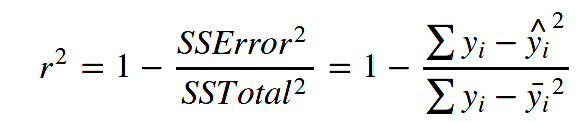 r² = 1 − SSError² / SSTotal² = 1 − ∑ yᵢ − ŷᵢ² / ∑ yᵢ − ȳᵢ²